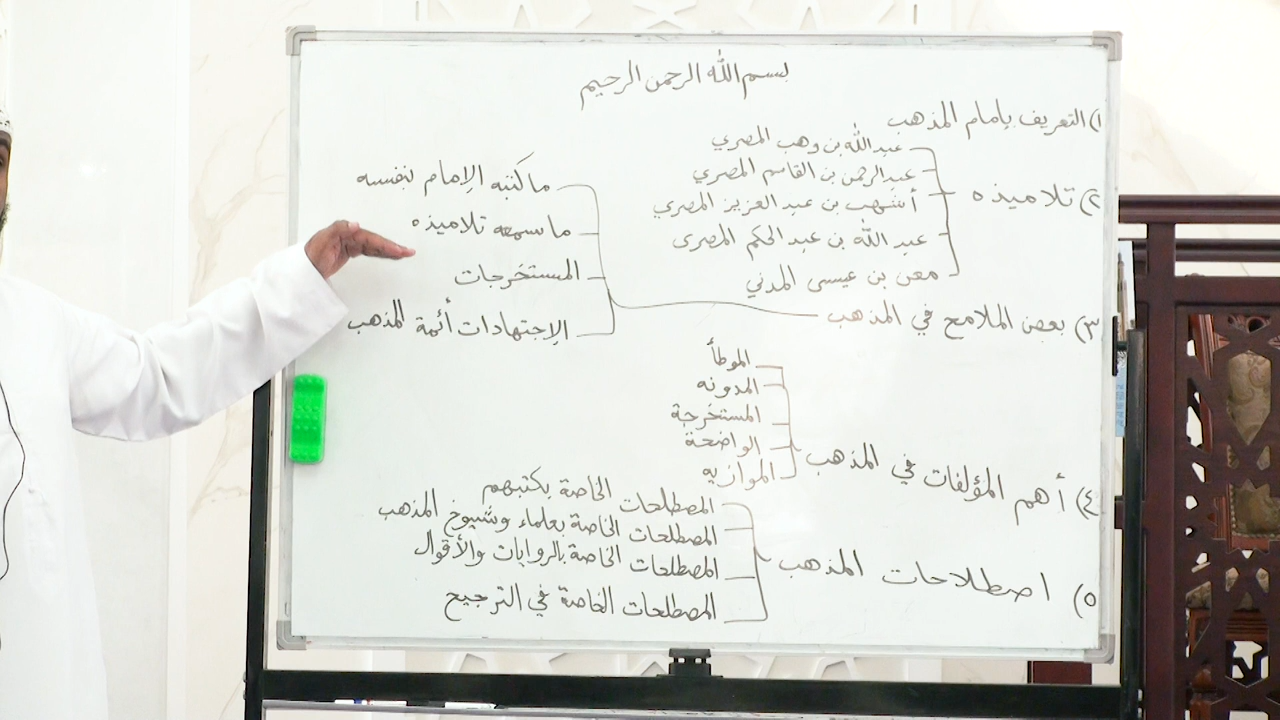 بسم الله الرحمن الرحيم
١) التعريف بإمام المذهب
٢) تلاميذه
عبد الله بن وهب المصري
عبد الرحمن بن القاسم المصري
أشهب بن عبد العزيز المصري
عبد الله بن عبد الحكم المصرى
معن بن عيسى المدني
٣) بعض الملامح في المذهب
ما كتبه الإمام بنفسه
ما سمعه تلاميذه
المستخرجات
الإجتهادات أئمة المذهب
٤) أهم المؤلفات في المذهب
الموطأ
المدونه
المستخرجة
الواضحة
الموازيه
٥) اصطلاحات المذهب
المصطلحات الخاصة بكتبهم
المصطلحات الخاصة بعلماء وشيوخ المذهب
المصطلحات الخاصة بالروايات والأقوال
المصطلحات الخاصة في الترجيح